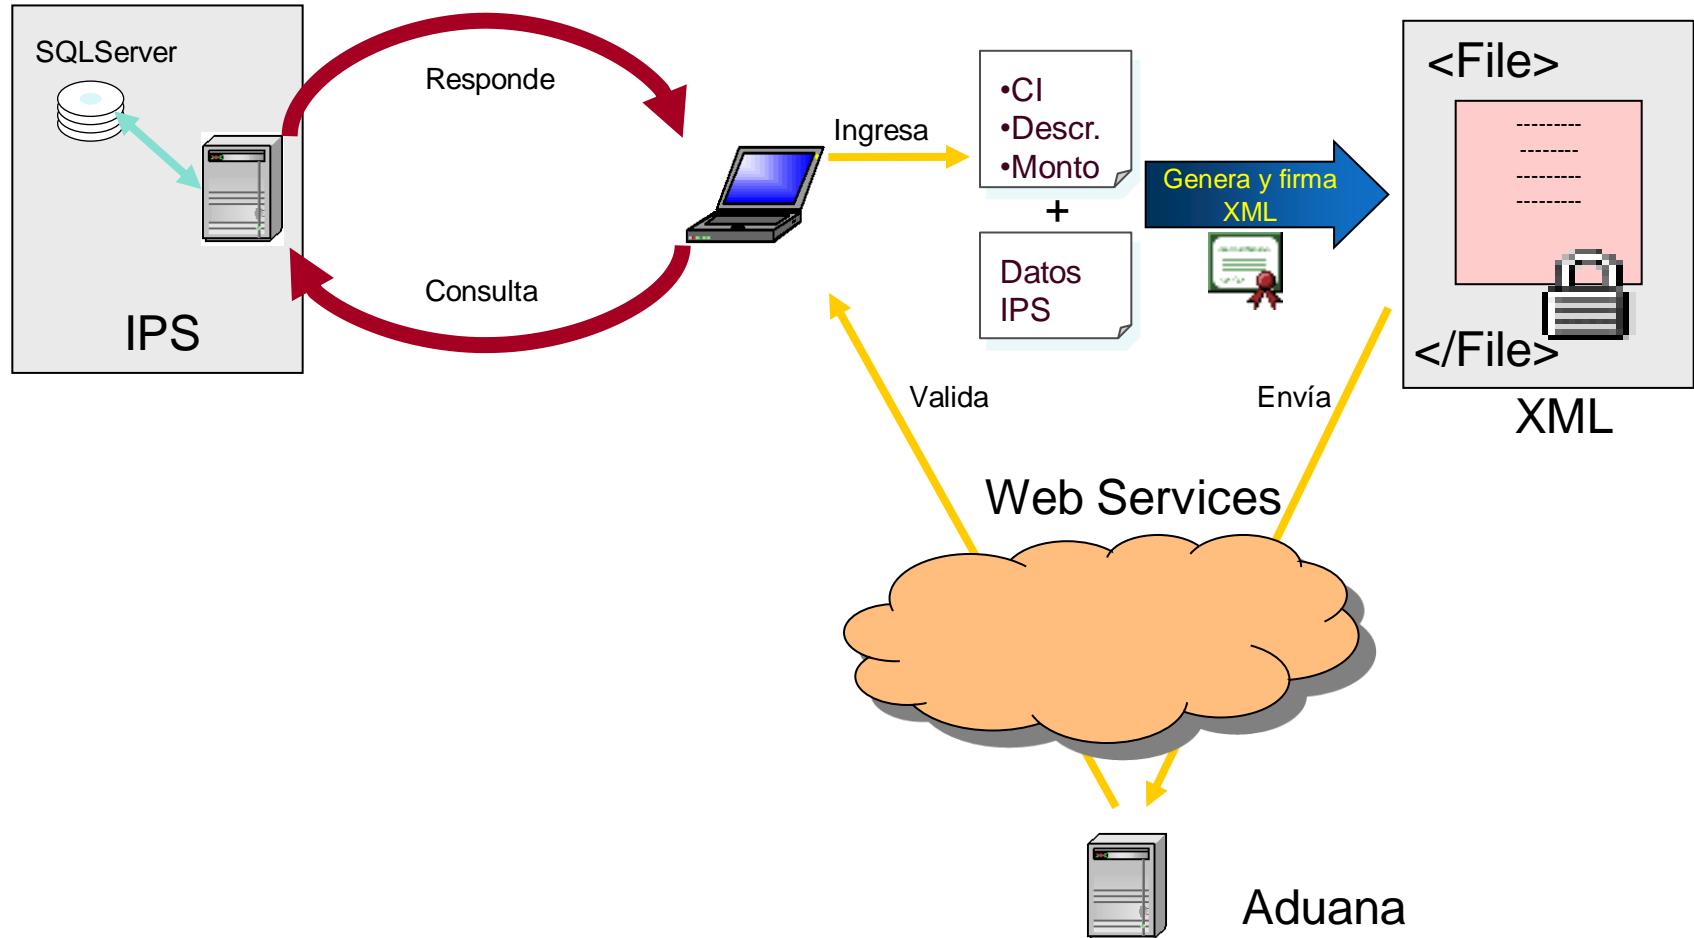 SQLServer
IPS
Responde
Consulta
Ingresa
•CI
•Descr.
•Monto
+
Datos
IPS
Genera y firma
XML
<File>
---------
--------
---------
---------
</File>
XML
Valida
Envía
Web Services
Aduana